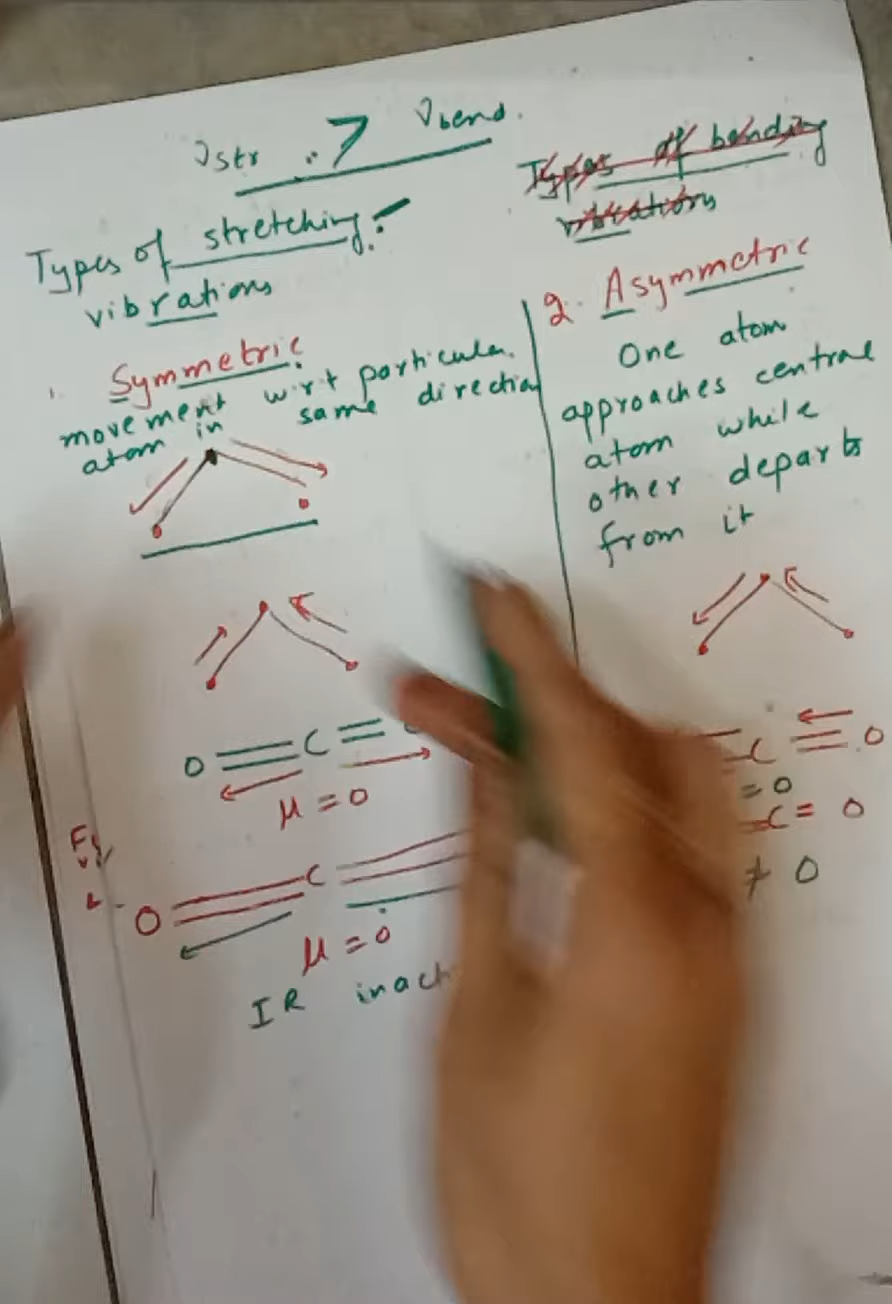 νstr > νbend.
Types of bending
vibrations
Types of stretching:-
vibrations
1. Symmetric
movement w.r.t particular
atom in same direction
O = C =
μ = 0
O = C
μ = 0
IR
2. Asymmetric
One atom
approaches central
atom while
other departs
from it
C = O
= 0
= C = O
≠ 0